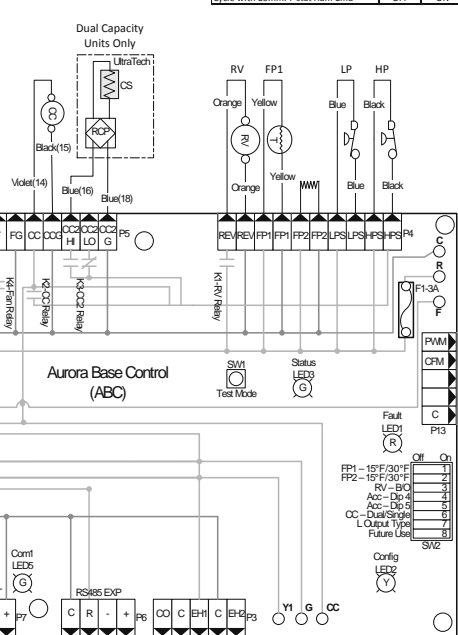 Dual Capacity
Units Only
UltraTech
CS
RCP
CC
Black(15)
Violet(14)
Blue(16)
Blue(18)
RV FP1 LP HP
Orange Yellow Blue Black
RV
T
Yellow
Orange Blue Black
FG CC CCG CC2 HI CC2 LO CC2 G P5
REV REV FP1 FP1 FP2 FP2 LPS LPS HPS HPS P4
C
R
F1-3A
F
K4-Fan Relay
K2-CC Relay
K3-CC2 Relay
K1-RV Relay
Aurora Base Control
(ABC)
SW1
Test Mode
Status
LED3
G
PWM
CFM
C
P13
Fault
LED1
R
Off On
FP1 – 15°F/30°F 1
FP2 – 15°F/30°F 2
RV – B/O 3
Acc – Dip 4 4
Acc – Dip 5 5
CC – Dual/Single 6
L Output Type 7
Future Use 8
SW2
Config
LED2
Y
Com1
LED5
G
RS485 EXP
+ P7 C R - + P6 CO C EH1 C EH2 P3
Y1 G CC